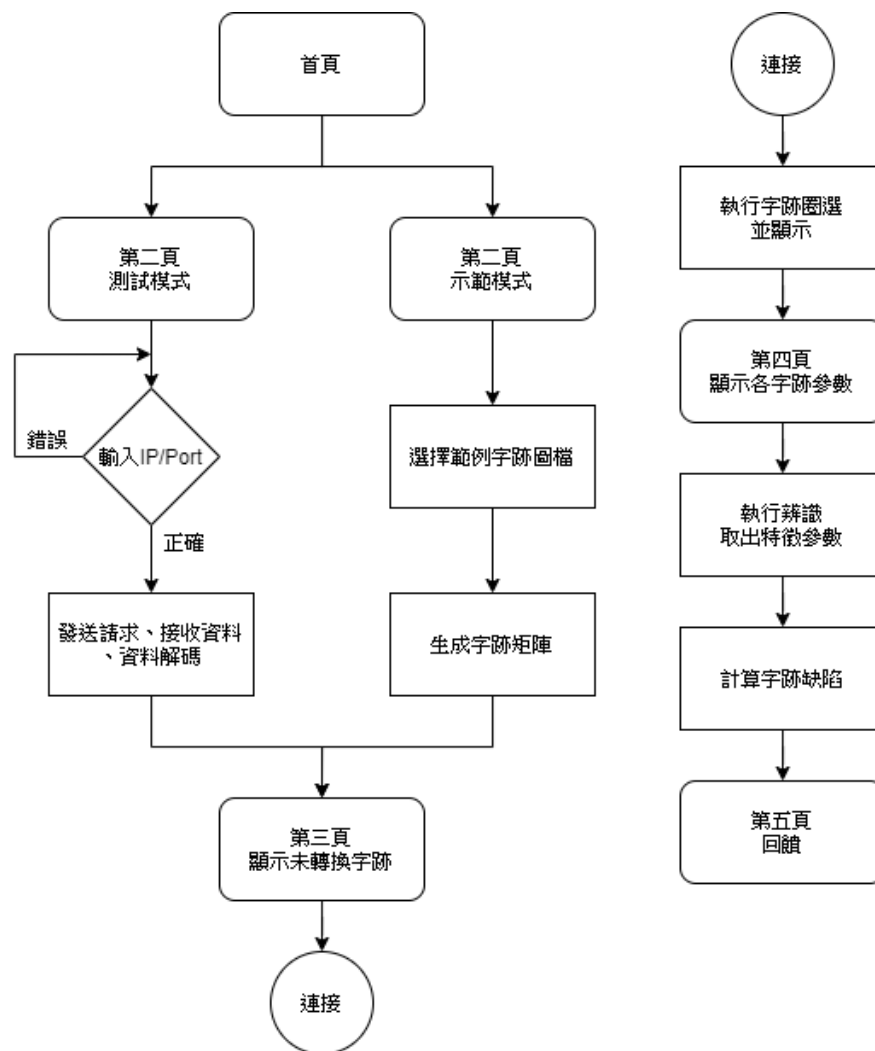 首頁
第二頁
測試模式
第二頁
示範模式
錯誤
輸入IP/Port
正確
選擇範例字跡圖檔
發送請求、接收資料
、資料解碼
生成字跡矩陣
第三頁
顯示未轉換字跡
連接
連接
執行字跡圈選
並顯示
第四頁
顯示各字跡參數
執行辨識
取出特徵參數
計算字跡缺陷
第五頁
回饋